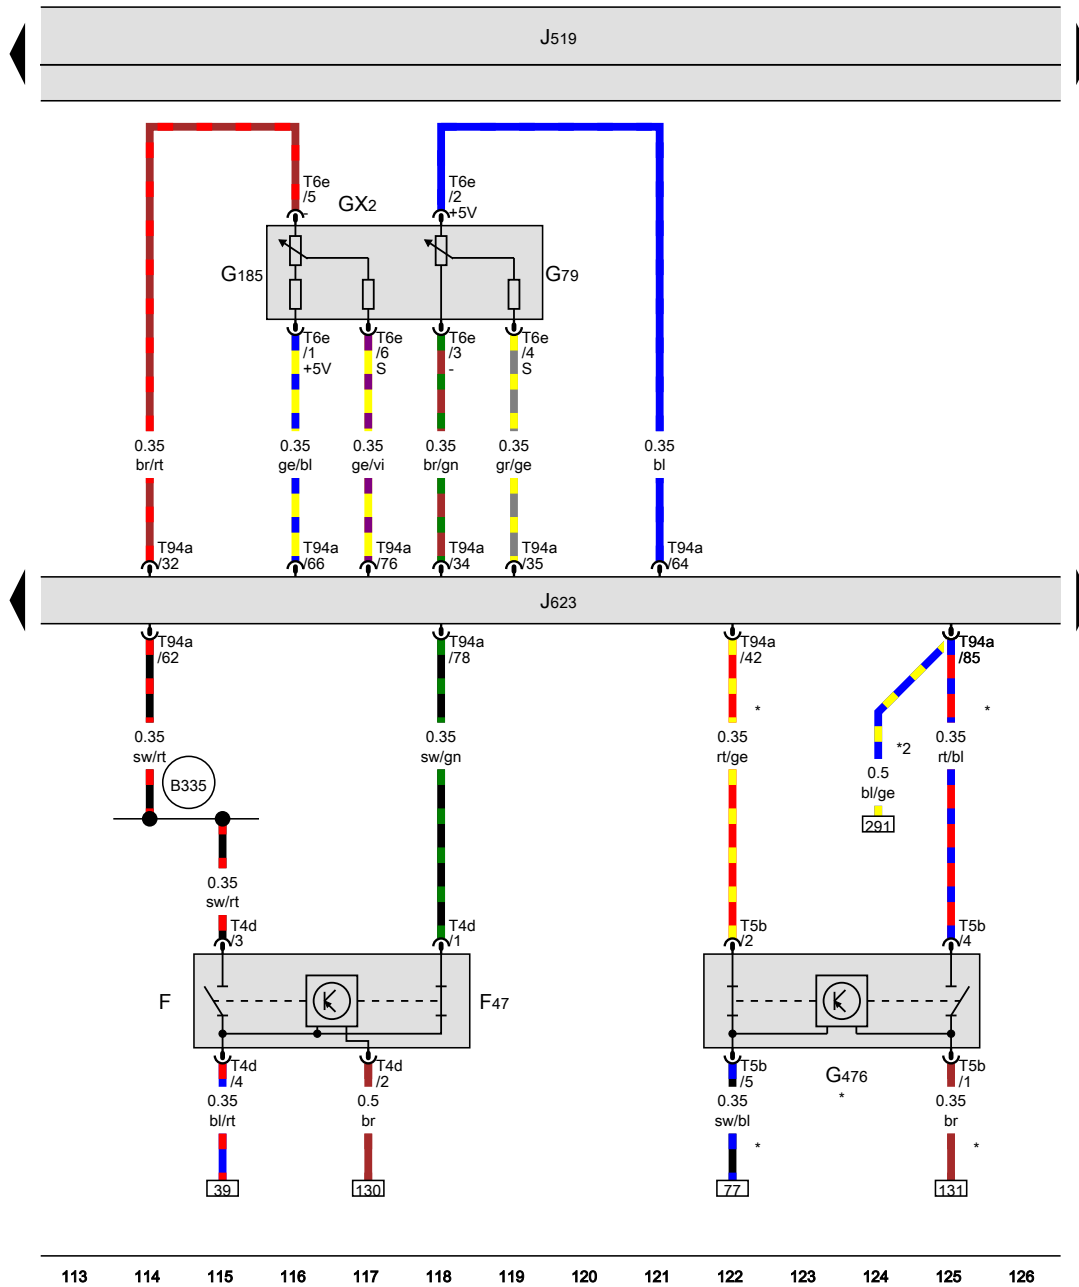 J519
T6e
/5
-
GX2
T6e
/2
+5V
G185
G79
T6e
/1
+5V
T6e
/6
S
T6e
/3
-
T6e
/4
S
0.35
br/rt
0.35
ge/bl
0.35
ge/vi
0.35
br/gn
0.35
gr/ge
0.35
bl
T94a
/32
T94a
/66
T94a
/76
T94a
/34
T94a
/35
T94a
/64
J623
T94a
/62
T94a
/78
T94a
/42
T94a
/85
*
*
0.35
sw/rt
0.35
sw/gn
0.35
rt/ge
*2
0.35
rt/bl
B335
0.5
bl/ge
291
0.35
sw/rt
T4d
/3
T4d
/1
T5b
/2
T5b
/4
F
F47
T4d
/4
T4d
/2
T5b
/5
G476
*
T5b
/1
0.35
bl/rt
0.5
br
0.35
sw/bl
*
0.35
br
*
39
130
77
131
113 114 115 116 117 118 119 120 121 122 123 124 125 126